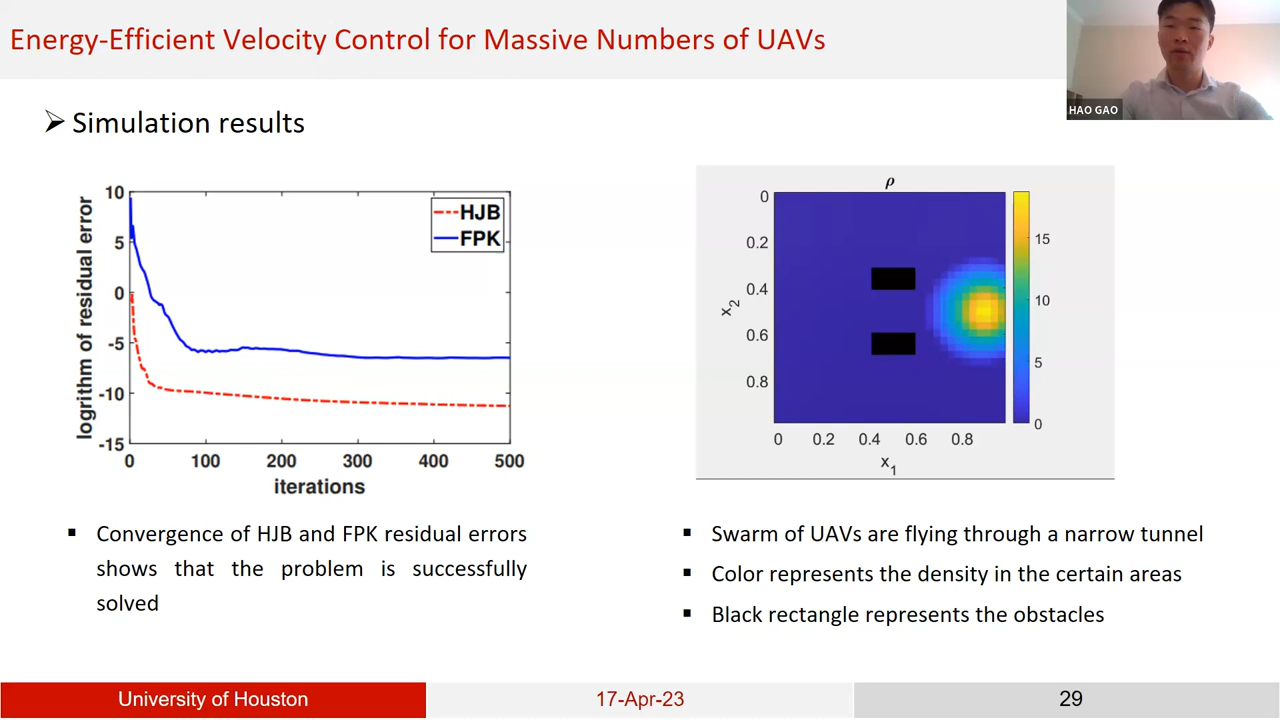 Energy-Efficient Velocity Control for Massive Numbers of UAVs
HAO GAO
Simulation results
10
5
0
-5
-10
-15
logrithm of residual error
HJB
FPK
0 100 200 300 400 500
iterations
ρ
0
0.2
0.4
0.6
0.8
x2
0 0.2 0.4 0.6 0.8
x1
15
10
5
0
Convergence of HJB and FPK residual errors
shows that the problem is successfully
solved
Swarm of UAVs are flying through a narrow tunnel
Color represents the density in the certain areas
Black rectangle represents the obstacles
University of Houston
17-Apr-23
29